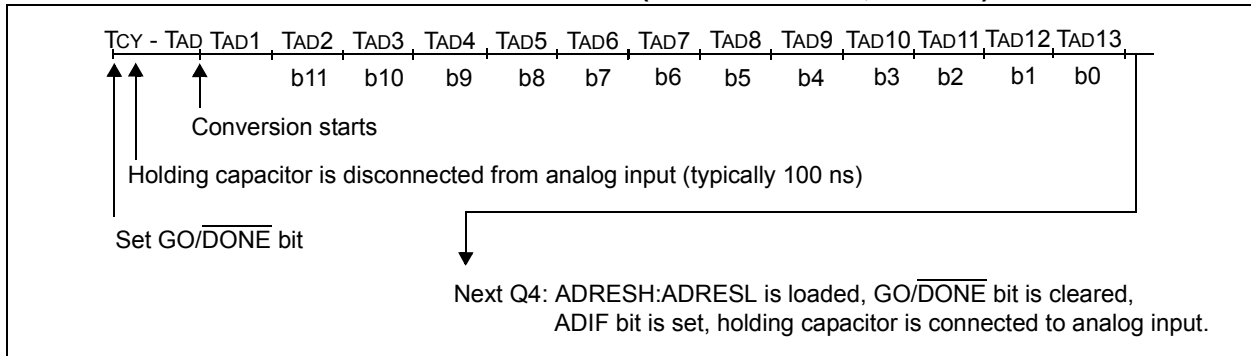 TCY - TAD TAD1 TAD2 TAD3 TAD4 TAD5 TAD6 TAD7 TAD8 TAD9 TAD10 TAD11 TAD12 TAD13
b11 b10 b9 b8 b7 b6 b5 b4 b3 b2 b1 b0
Conversion starts
Holding capacitor is disconnected from analog input (typically 100 ns)
Set GO/DONE bit
Next Q4: ADRESH:ADRESL is loaded, GO/DONE bit is cleared,
ADIF bit is set, holding capacitor is connected to analog input.